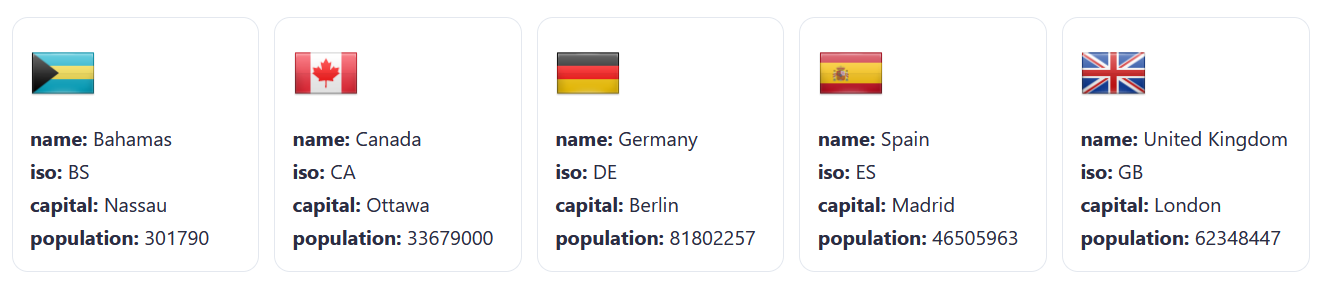 name: Bahamas
iso: BS
capital: Nassau
population: 301790
name: Canada
iso: CA
capital: Ottawa
population: 33679000
name: Germany
iso: DE
capital: Berlin
population: 81802257
name: Spain
iso: ES
capital: Madrid
population: 46505963
name: United Kingdom
iso: GB
capital: London
population: 62348447